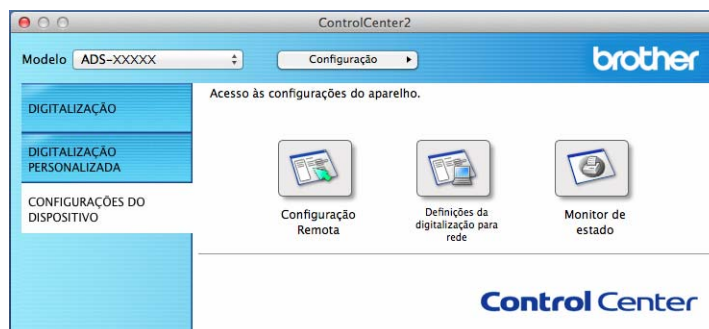 ControlCenter2
Modelo ADS-XXXXX Configuração brother
DIGITALIZAÇÃO
DIGITALIZAÇÃO
PERSONALIZADA
CONFIGURAÇÕES DO
DISPOSITIVO
Acesso às configurações do aparelho.
Configuração
Remota
Definições da
digitalização para
rede
Monitor de
estado
Control Center